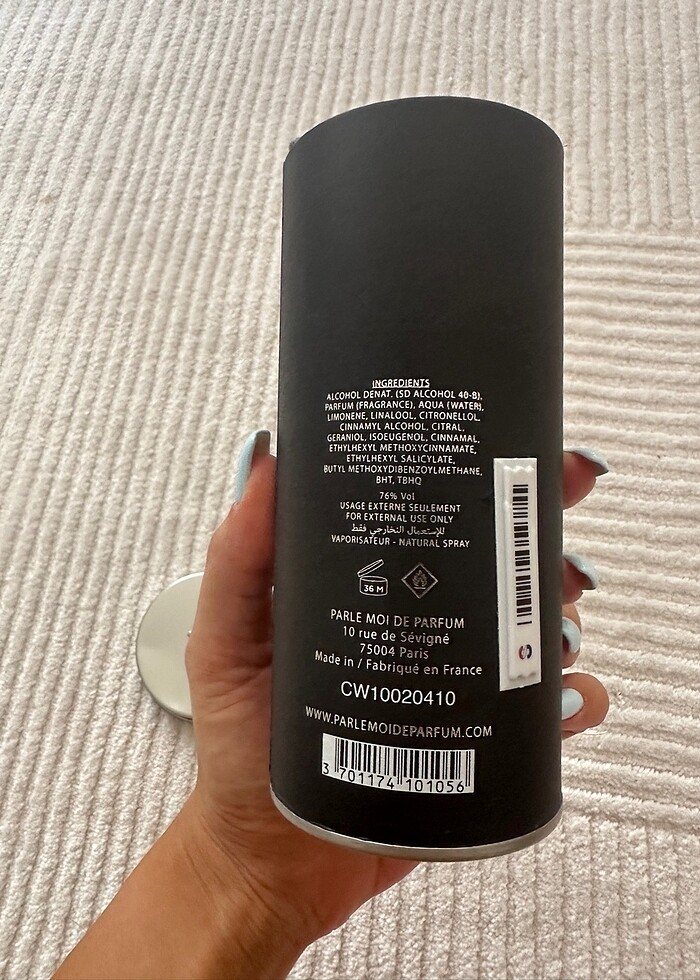 INGREDIENTS
ALCOHOL DENAT. (SD ALCOHOL 40-B),
PARFUM (FRAGRANCE), AQUA (WATER),
LIMONENE, LINALOOL, CITRONELLOL,
CINNAMYL ALCOHOL, CITRAL,
GERANIOL, ISOEUGENOL, CINNAMAL,
ETHYLHEXYL METHOXYCINNAMATE,
ETHYLHEXYL SALICYLATE,
BUTYL METHOXYDIBENZOYLMETHANE,
BHT, TBHQ
76% Vol
USAGE EXTERNE SEULEMENT
FOR EXTERNAL USE ONLY
للإستعمال الخارجي فقط
VAPORISATEUR - NATURAL SPRAY
36 M
PARLE MOI DE PARFUM
10 rue de Sévigné
75004 Paris
Made in / Fabriqué en France
CW10020410
WWW.PARLEMOIDEPARFUM.COM
3 701174 101056